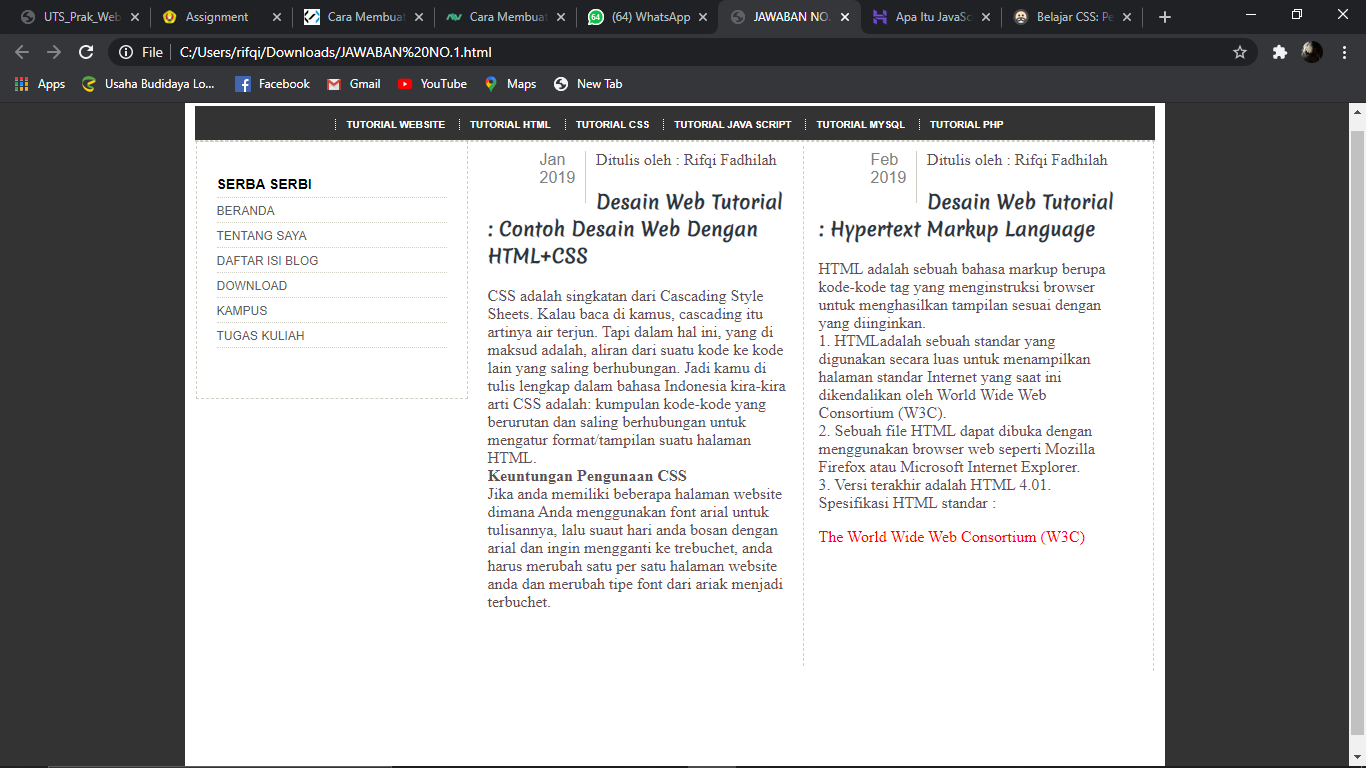 UTS_Prak_Web
Assignment
Cara Membuat
Cara Membuat
64
(64) WhatsApp
JAWABAN NO.
Apa Itu JavaSc
Belajar CSS: Pe
File
C:/Users/rifqi/Downloads/JAWABAN%20NO.1.html
Apps
Usaha Budidaya Lo...
Facebook
Gmail
YouTube
Maps
New Tab
TUTORIAL WEBSITE
TUTORIAL HTML
TUTORIAL CSS
TUTORIAL JAVA SCRIPT
TUTORIAL MYSQL
TUTORIAL PHP
SERBA SERBI
BERANDA
TENTANG SAYA
DAFTAR ISI BLOG
DOWNLOAD
KAMPUS
TUGAS KULIAH
Jan
2019
Ditulis oleh : Rifqi Fadhilah
Desain Web Tutorial
: Contoh Desain Web Dengan
HTML+CSS
CSS adalah singkatan dari Cascading Style
Sheets. Kalau baca di kamus, cascading itu
artinya air terjun. Tapi dalam hal ini, yang di
maksud adalah, aliran dari suatu kode ke kode
lain yang saling berhubungan. Jadi kamu di
tulis lengkap dalam bahasa Indonesia kira-kira
arti CSS adalah: kumpulan kode-kode yang
berurutan dan saling berhubungan untuk
mengatur format/tampilan suatu halaman
HTML.
Keuntungan Pengunaan CSS
Jika anda memiliki beberapa halaman website
dimana Anda menggunakan font arial untuk
tulisannya, lalu suaut hari anda bosan dengan
arial dan ingin mengganti ke trebuchet, anda
harus merubah satu per satu halaman website
anda dan merubah tipe font dari ariak menjadi
terbuchet.
Feb
2019
Ditulis oleh : Rifqi Fadhilah
Desain Web Tutorial
: Hypertext Markup Language
HTML adalah sebuah bahasa markup berupa
kode-kode tag yang menginstruksi browser
untuk menghasilkan tampilan sesuai dengan
yang diinginkan.
1. HTMLadalah sebuah standar yang
digunakan secara luas untuk menampilkan
halaman standar Internet yang saat ini
dikendalikan oleh World Wide Web
Consortium (W3C).
2. Sebuah file HTML dapat dibuka dengan
menggunakan browser web seperti Mozilla
Firefox atau Microsoft Internet Explorer.
3. Versi terakhir adalah HTML 4.01.
Spesifikasi HTML standar :
The World Wide Web Consortium (W3C)